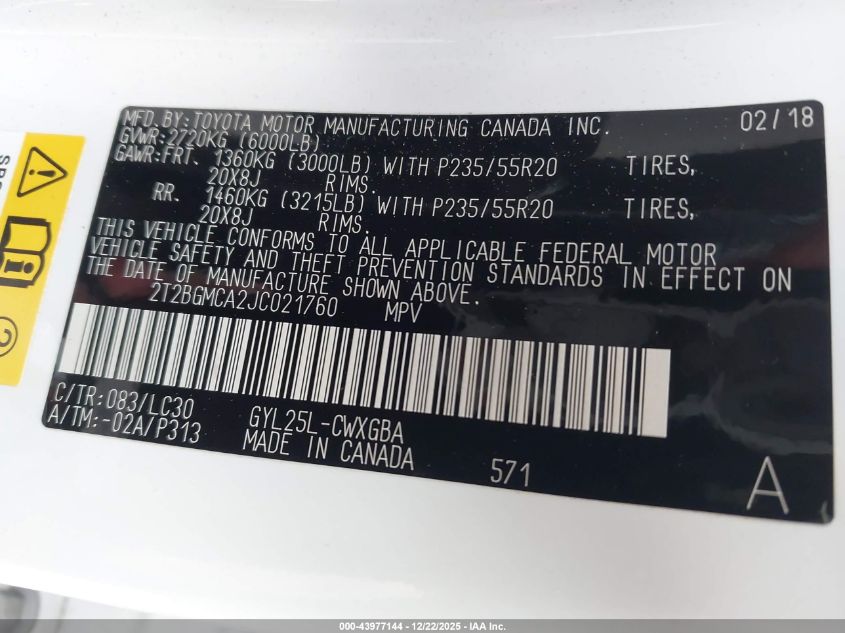 MFD. BY: TOYOTA MOTOR MANUFACTURING CANADA INC. 02/18
GVWR: 2720KG (6000LB)
GAWR: FRT. 1360KG (3000LB) WITH P235/55R20 TIRES,
20X8J RIMS.
RR. 1460KG (3215LB) WITH P235/55R20 TIRES,
20X8J RIMS.
THIS VEHICLE CONFORMS TO ALL APPLICABLE FEDERAL MOTOR
VEHICLE SAFETY AND THEFT PREVENTION STANDARDS IN EFFECT ON
THE DATE OF MANUFACTURE SHOWN ABOVE.
2T2BGMCA2JC021760 MPV
C/TR: 083/LC30 GYL25L-CWXGBA
A/TM: -02A/P313 MADE IN CANADA
571
A
2
000-43977144 - 12/22/2025 - IAA Inc.